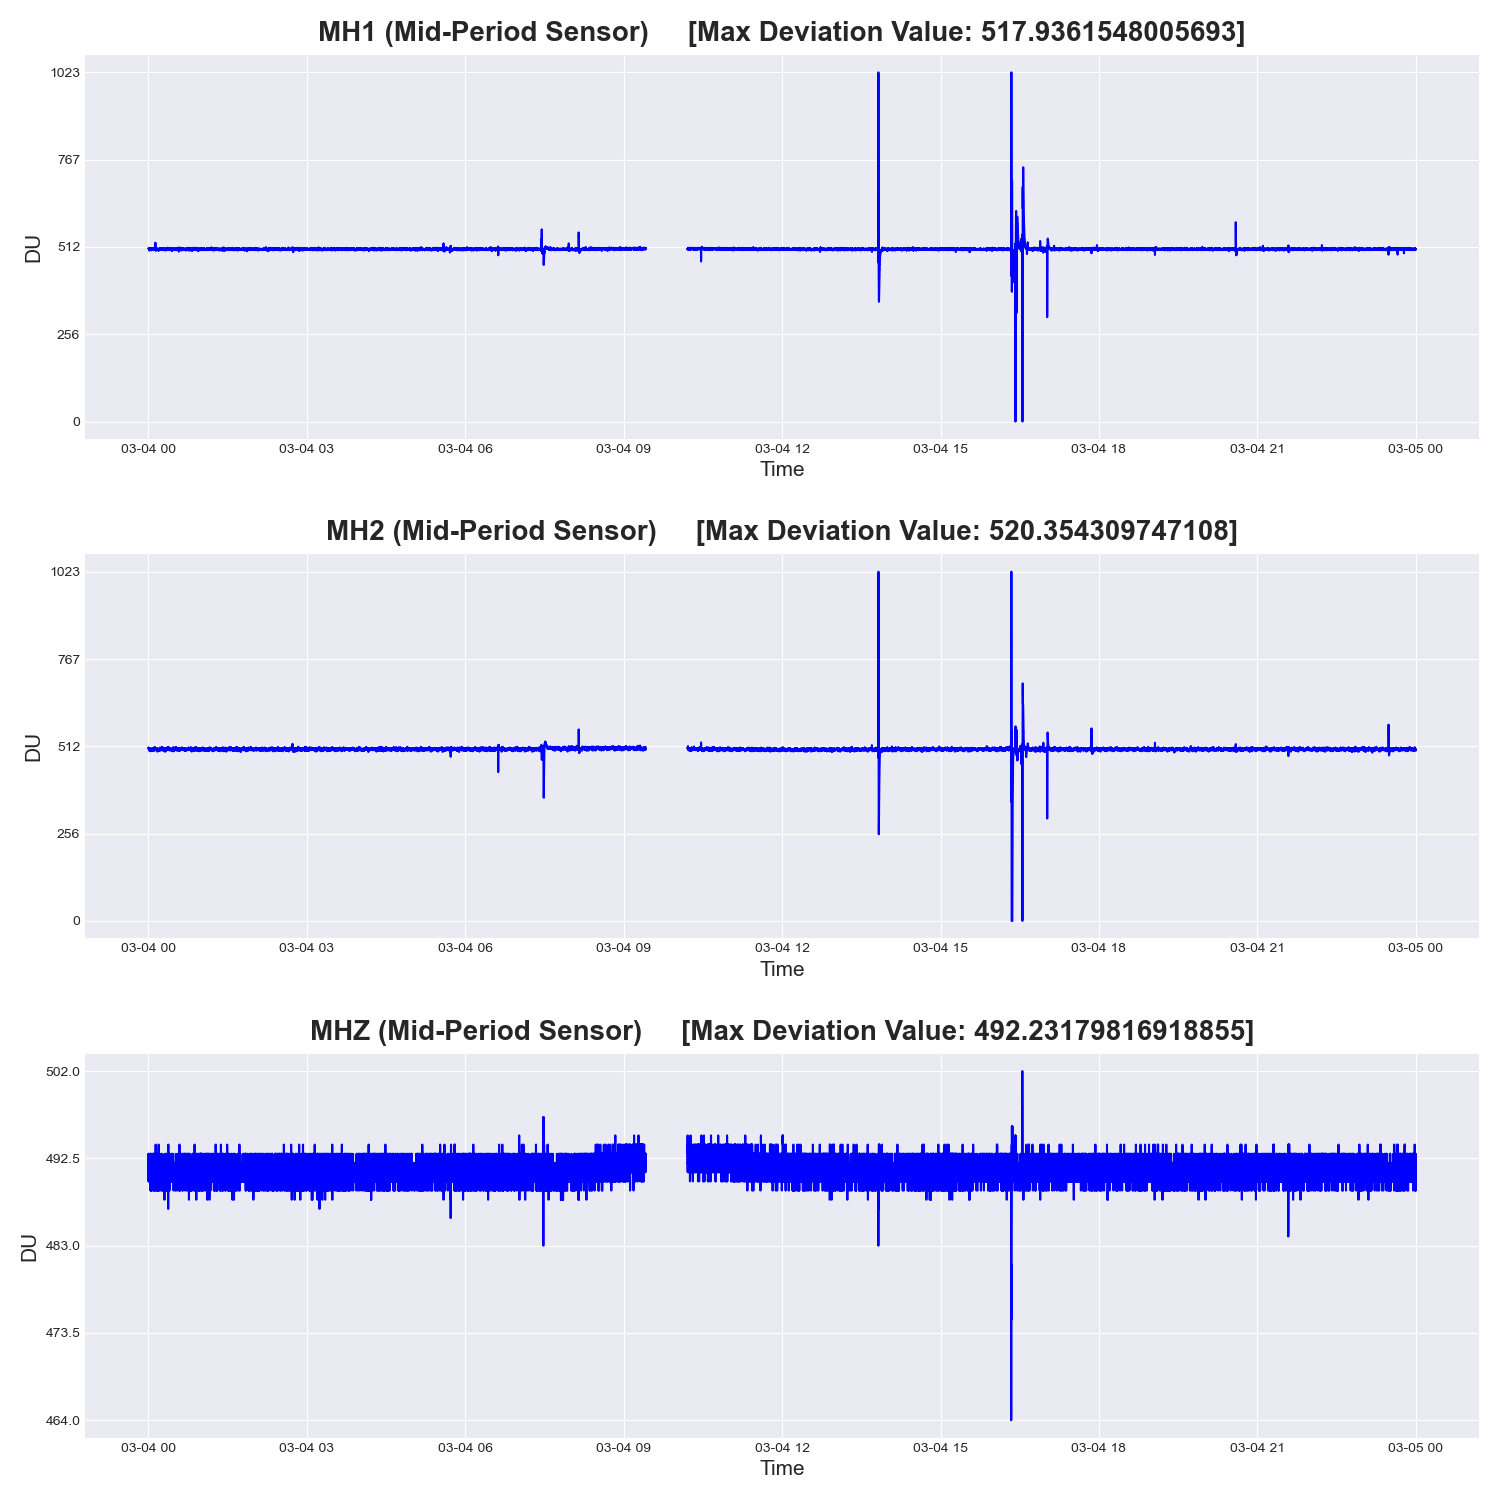 MH1 (Mid-Period Sensor)     [Max Deviation Value: 517.9361548005693]
1023
767
512
256
0
DU
03-04 00 03-04 03 03-04 06 03-04 09 03-04 12 03-04 15 03-04 18 03-04 21 03-05 00
Time
MH2 (Mid-Period Sensor)     [Max Deviation Value: 520.354309747108]
1023
767
512
256
0
DU
03-04 00 03-04 03 03-04 06 03-04 09 03-04 12 03-04 15 03-04 18 03-04 21 03-05 00
Time
MHZ (Mid-Period Sensor)     [Max Deviation Value: 492.23179816918855]
502.0
492.5
483.0
473.5
464.0
DU
03-04 00 03-04 03 03-04 06 03-04 09 03-04 12 03-04 15 03-04 18 03-04 21 03-05 00
Time